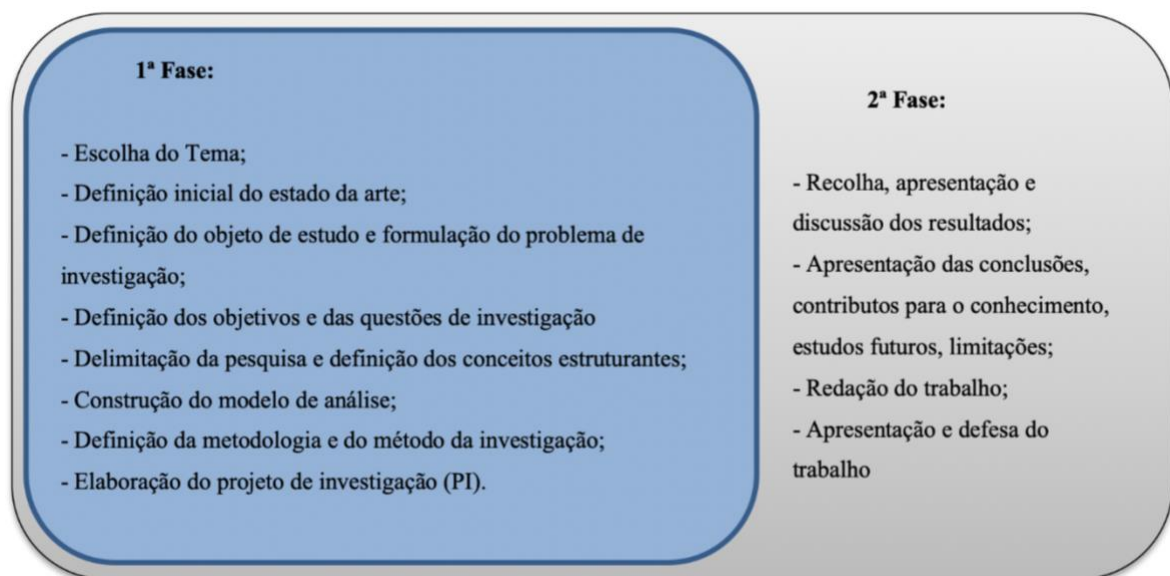 1ª Fase:
- Escolha do Tema;
- Definição inicial do estado da arte;
- Definição do objeto de estudo e formulação do problema de
investigação;
- Definição dos objetivos e das questões de investigação
- Delimitação da pesquisa e definição dos conceitos estruturantes;
- Construção do modelo de análise;
- Definição da metodologia e do método da investigação;
- Elaboração do projeto de investigação (PI).
2ª Fase:
- Recolha, apresentação e
discussão dos resultados;
- Apresentação das conclusões,
contributos para o conhecimento,
estudos futuros, limitações;
- Redação do trabalho;
- Apresentação e defesa do
trabalho